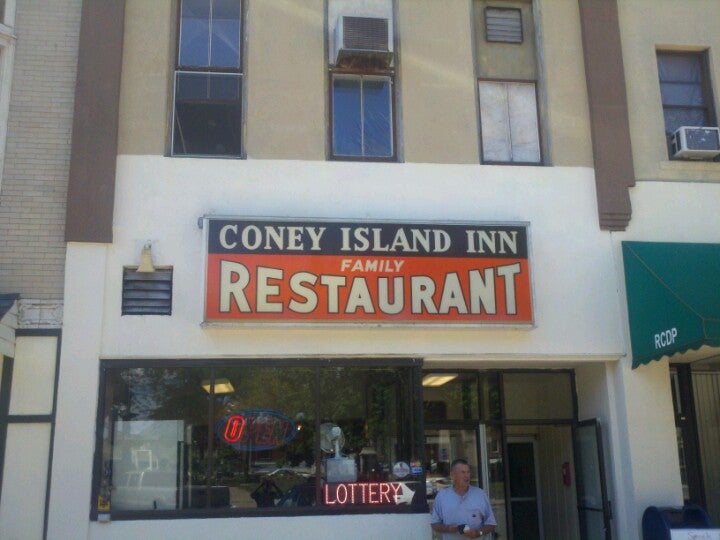 CONEY ISLAND INN
FAMILY
RESTAURANT
RCDP
OPEN
LOTTERY